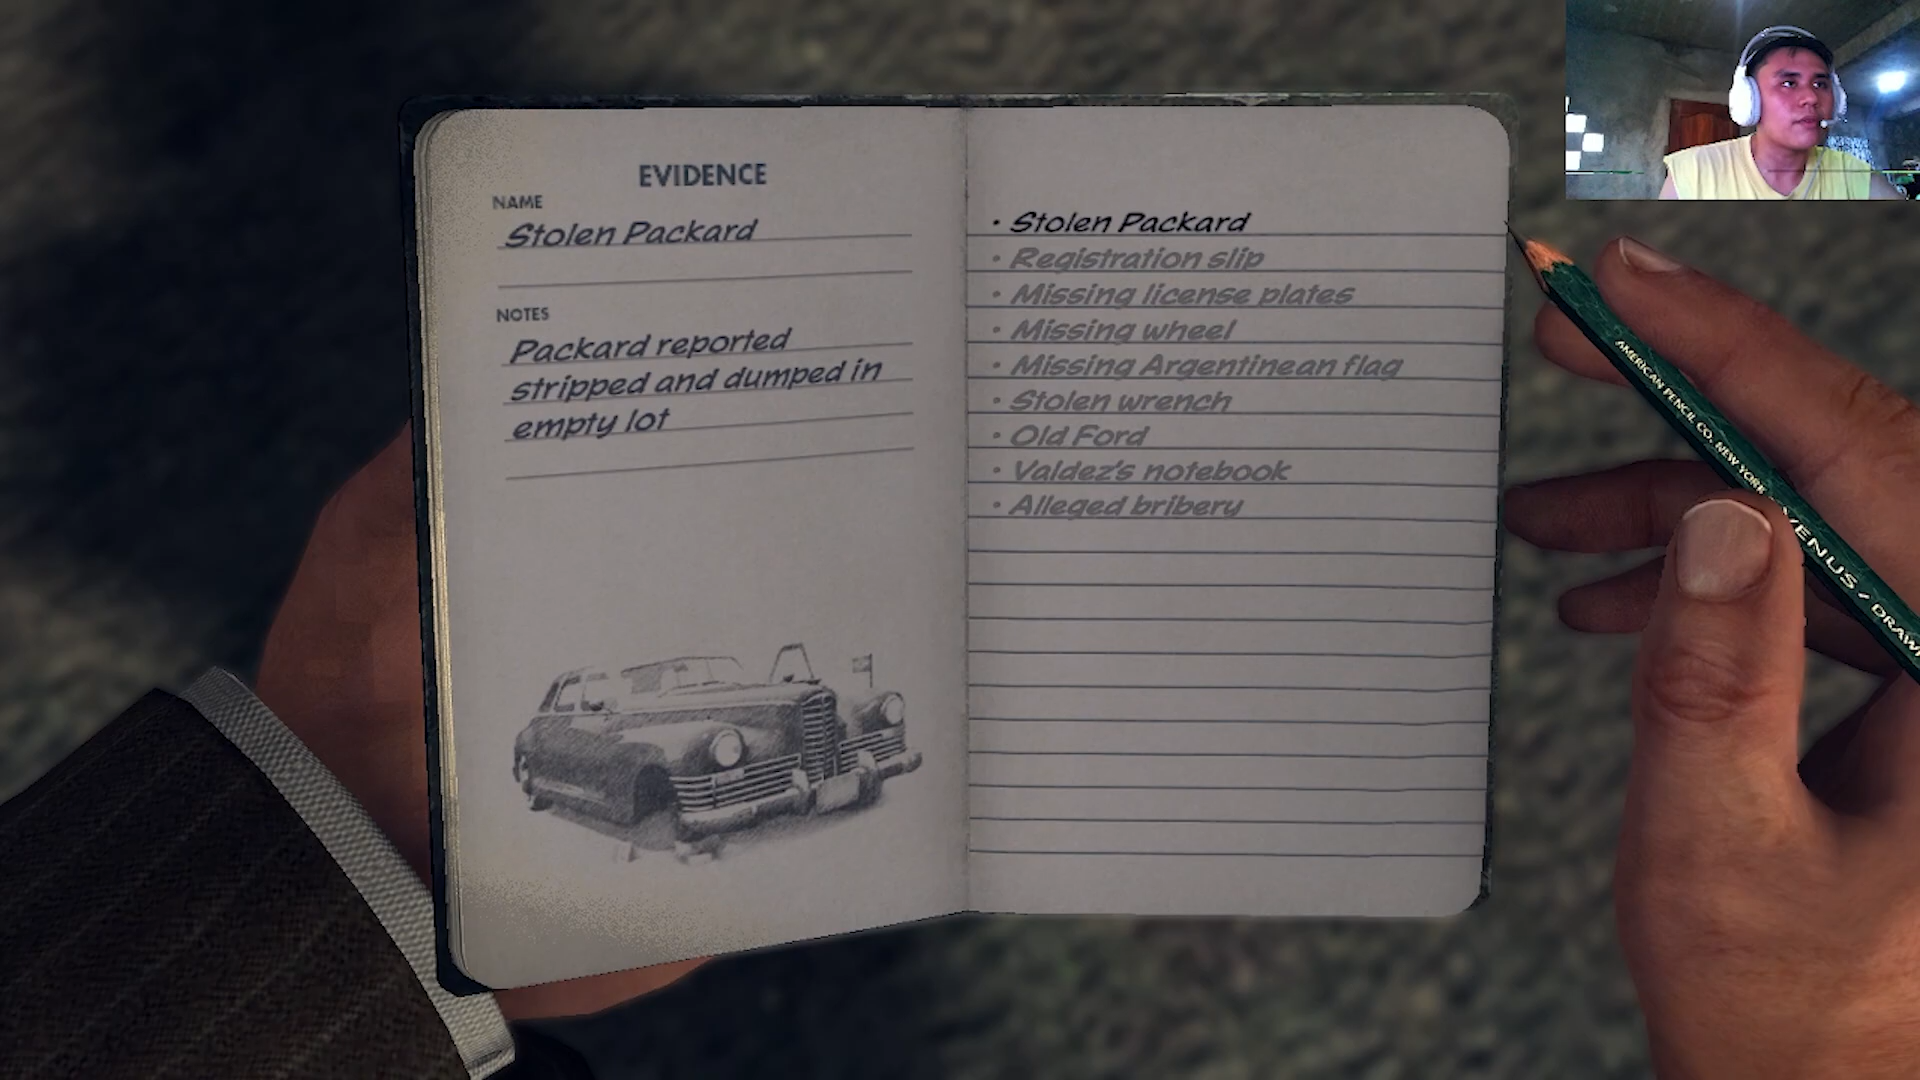 EVIDENCE
NAME
Stolen Packard
NOTES
Packard reported
stripped and dumped in
empty lot
• Stolen Packard
• Registration slip
• Missing license plates
• Missing wheel
• Missing Argentinean flag
• Stolen wrench
• Old Ford
• Valdez's notebook
• Alleged bribery
AMERICAN PENCIL CO. NEW YORK
VENUS / DRAWI